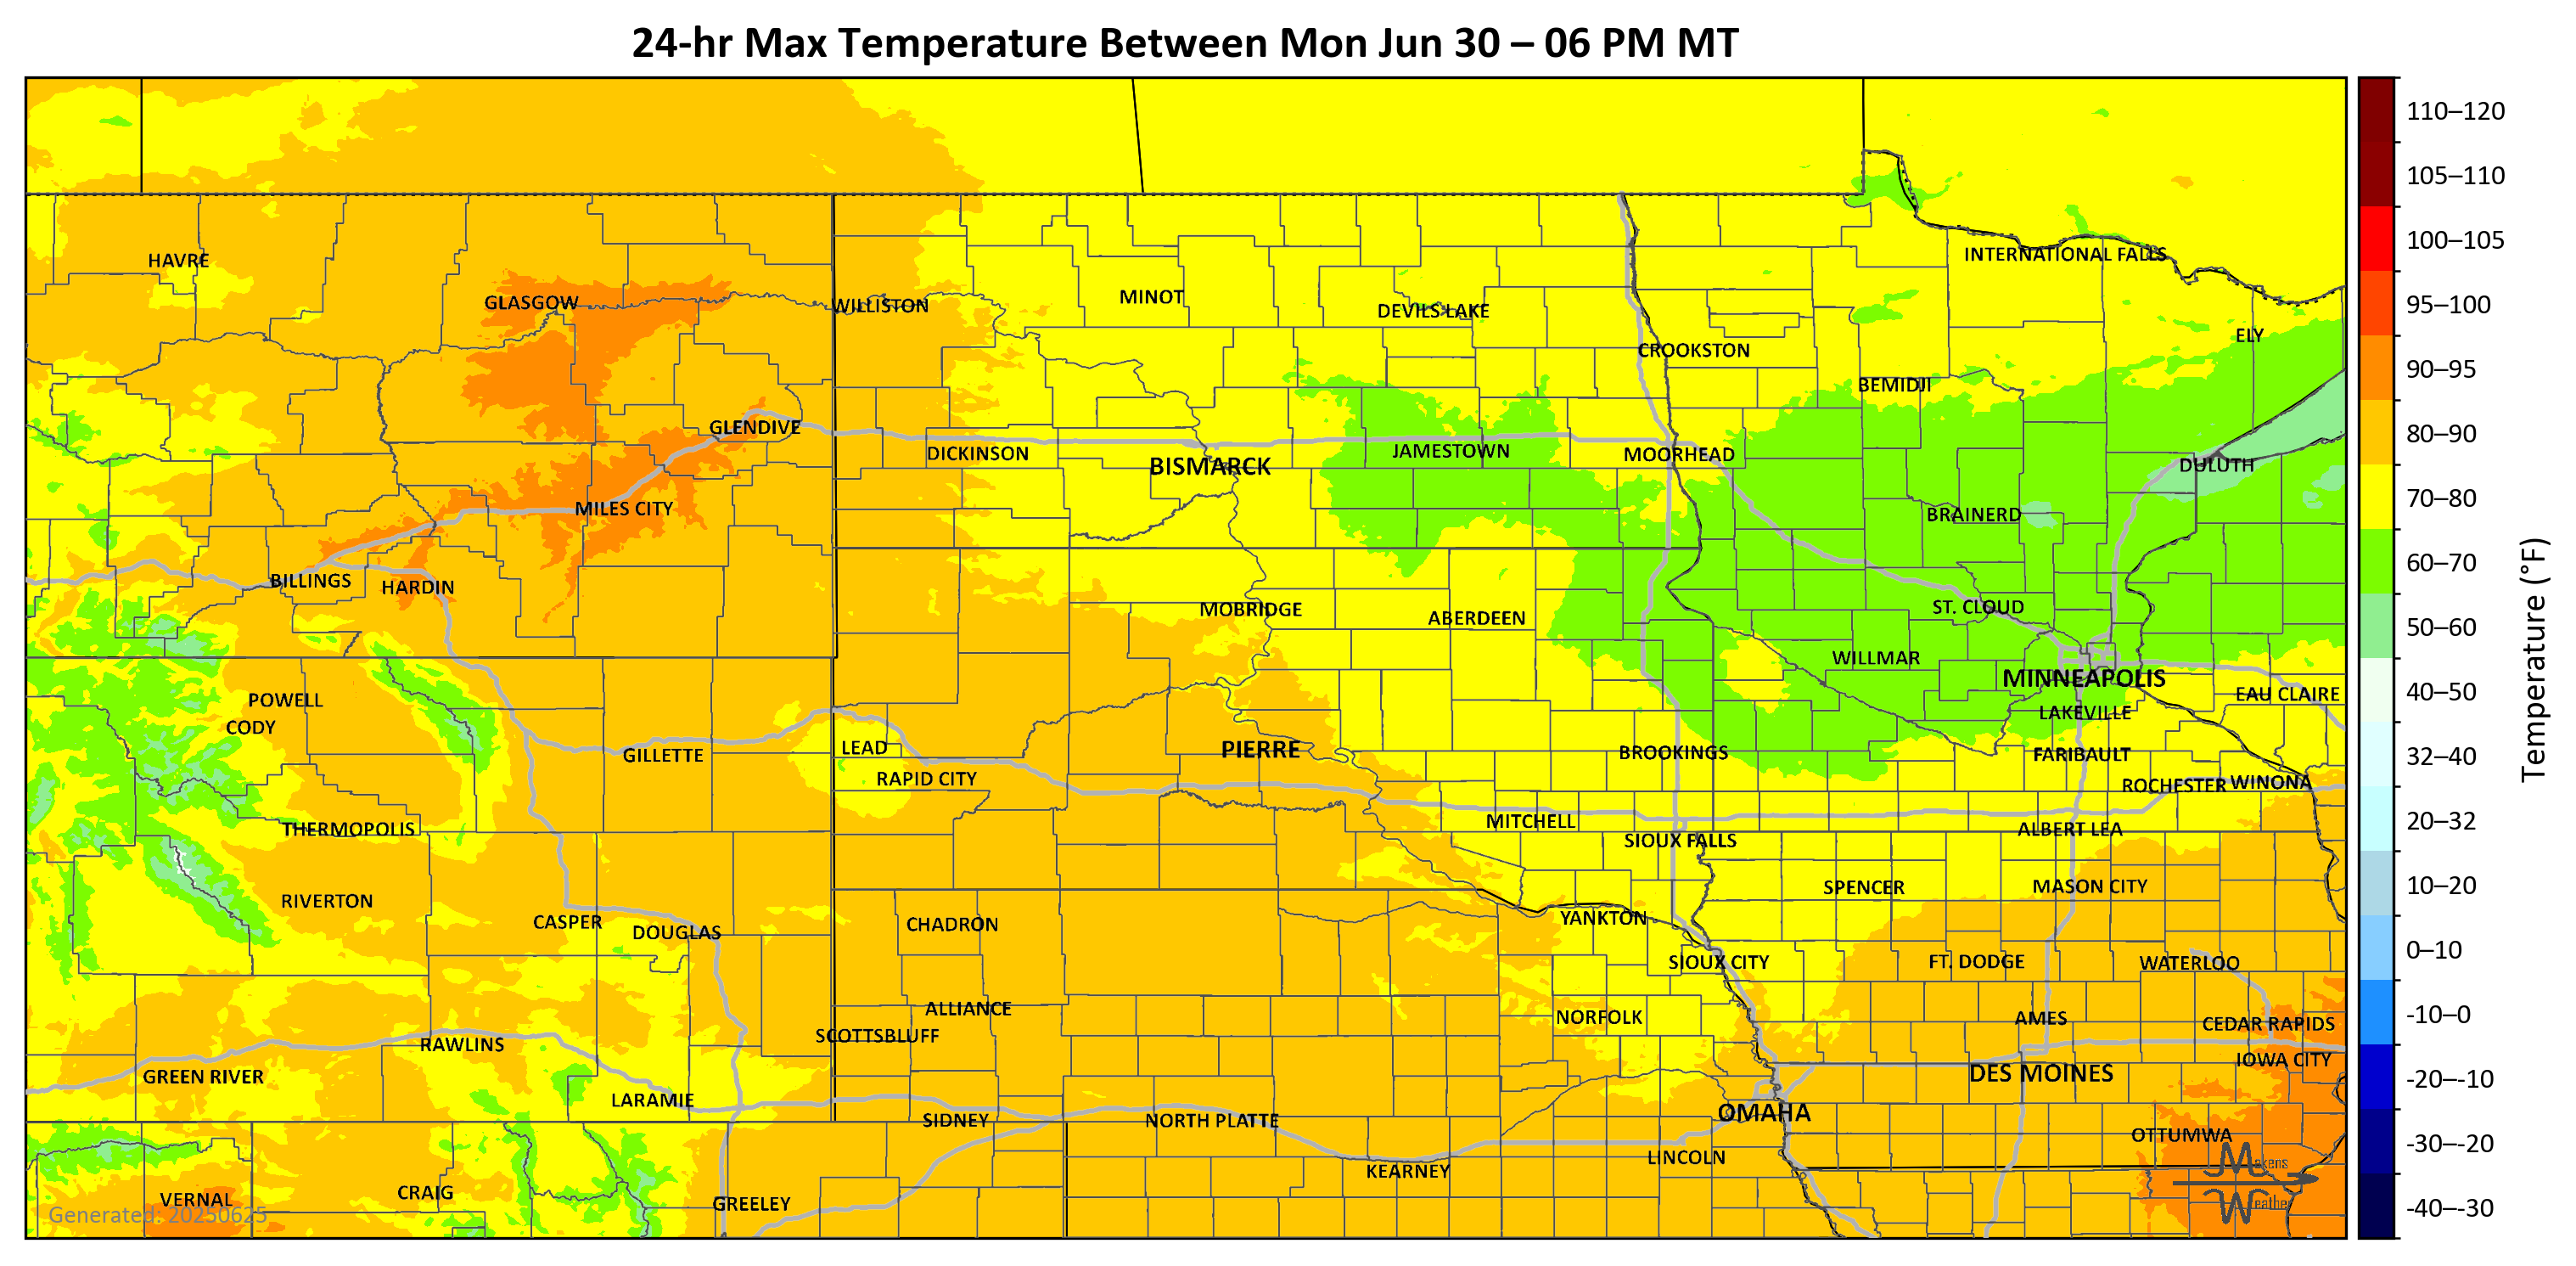 24-hr Max Temperature Between Mon Jun 30 – 06 PM MT
HAVRE
GLASGOW
WILLISTON
MINOT
DEVILS LAKE
INTERNATIONAL FALLS
ELY
CROOKSTON
BEMIDJI
GLENDIVE
DICKINSON
BISMARCK
JAMESTOWN
MOORHEAD
DULUTH
MILES CITY
BRAINERD
BILLINGS
HARDIN
MOBRIDGE
ABERDEEN
ST. CLOUD
WILLMAR
MINNEAPOLIS
EAU CLAIRE
POWELL
CODY
LAKEVILLE
GILLETTE
LEAD
RAPID CITY
PIERRE
BROOKINGS
FARIBAULT
ROCHESTER
WINONA
THERMOPOLIS
MITCHELL
SIOUX FALLS
ALBERT LEA
RIVERTON
CASPER
DOUGLAS
CHADRON
YANKTON
SPENCER
MASON CITY
SIOUX CITY
FT. DODGE
WATERLOO
ALLIANCE
SCOTTSBLUFF
NORFOLK
AMES
CEDAR RAPIDS
IOWA CITY
RAWLINS
GREEN RIVER
LARAMIE
DES MOINES
SIDNEY
NORTH PLATTE
OMAHA
OTTUMWA
KEARNEY
LINCOLN
VERNAL
CRAIG
GREELEY
Generated: 20250625
Makens
Weather
110–120
105–110
100–105
95–100
90–95
80–90
70–80
60–70
50–60
40–50
32–40
20–32
10–20
0–10
-10–0
-20–-10
-30–-20
-40–-30
Temperature (°F)